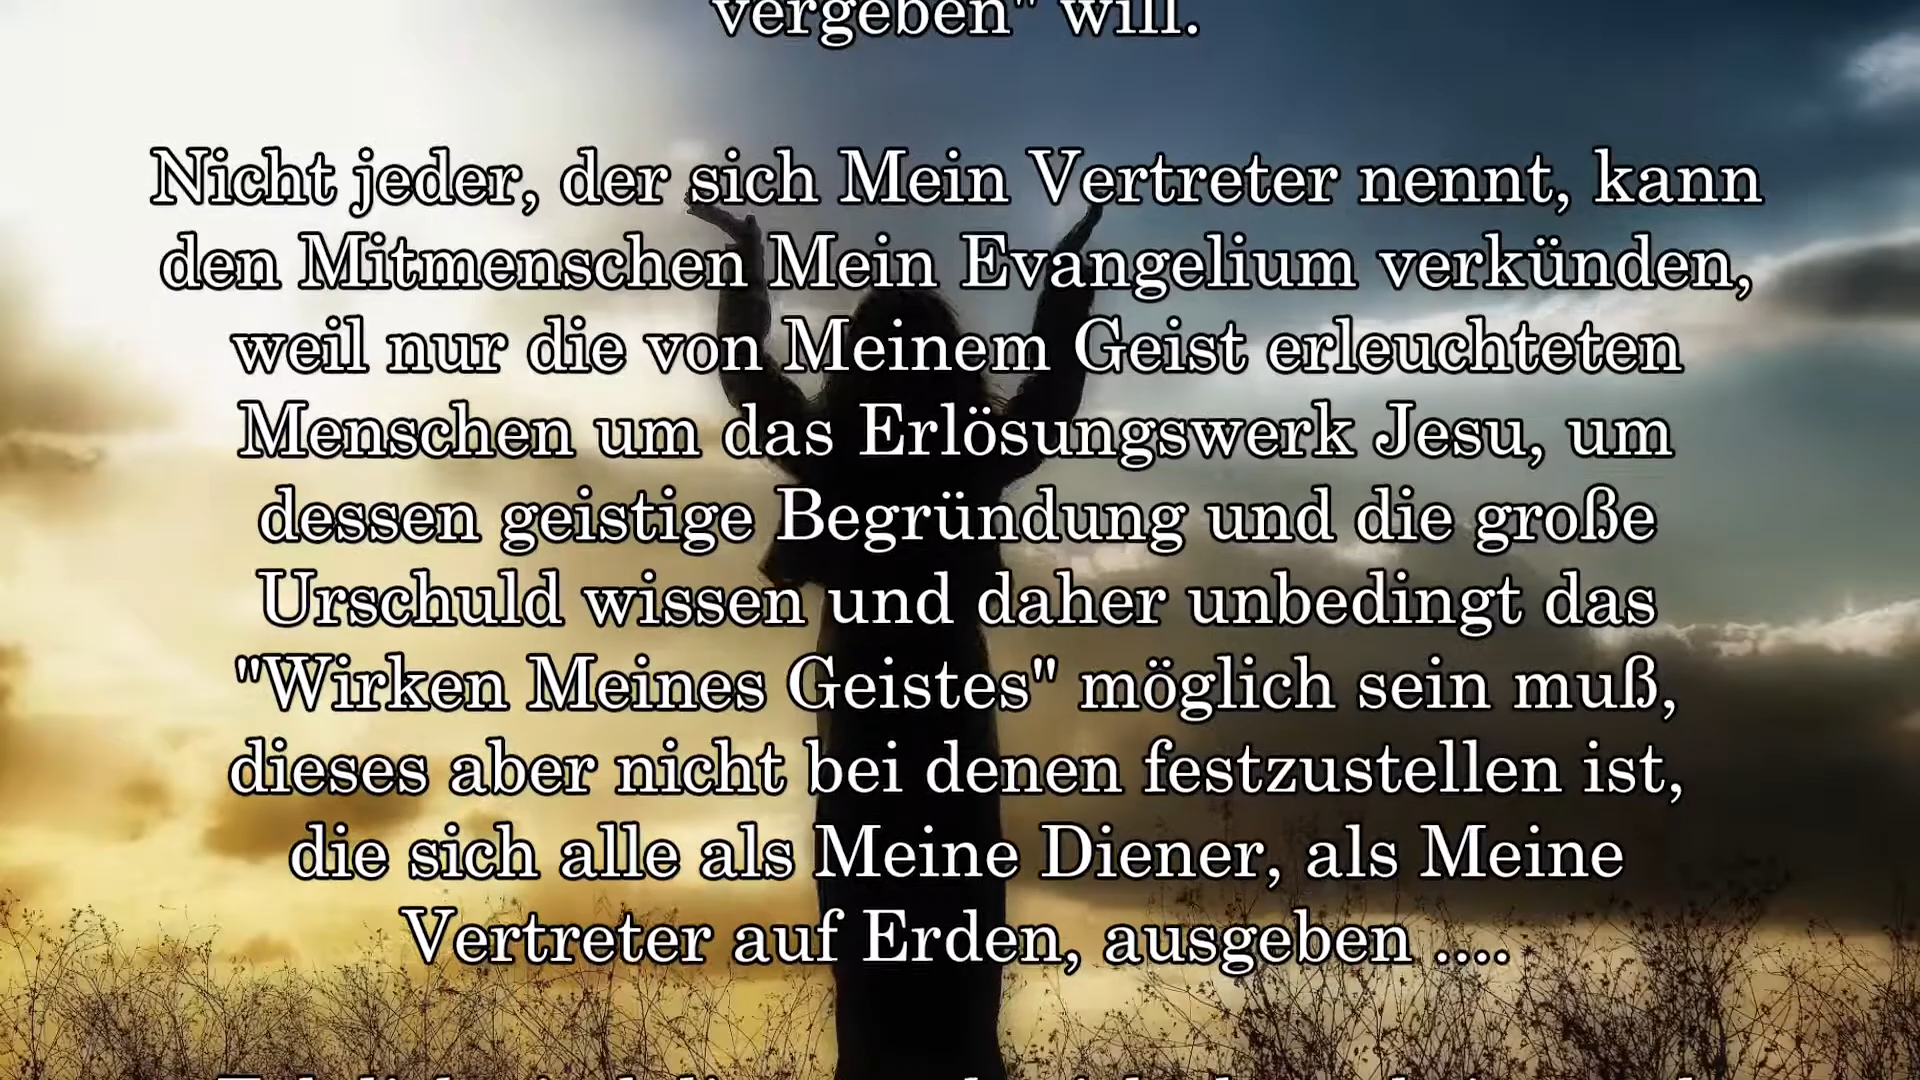 vergeben" will.
Nicht jeder, der sich Mein Vertreter nennt, kann
den Mitmenschen Mein Evangelium verkünden,
weil nur die von Meinem Geist erleuchteten
Menschen um das Erlösungswerk Jesu, um
dessen geistige Begründung und die große
Urschuld wissen und daher unbedingt das
"Wirken Meines Geistes" möglich sein muß,
dieses aber nicht bei denen festzustellen ist,
die sich alle als Meine Diener, als Meine
Vertreter auf Erden, ausgeben ....